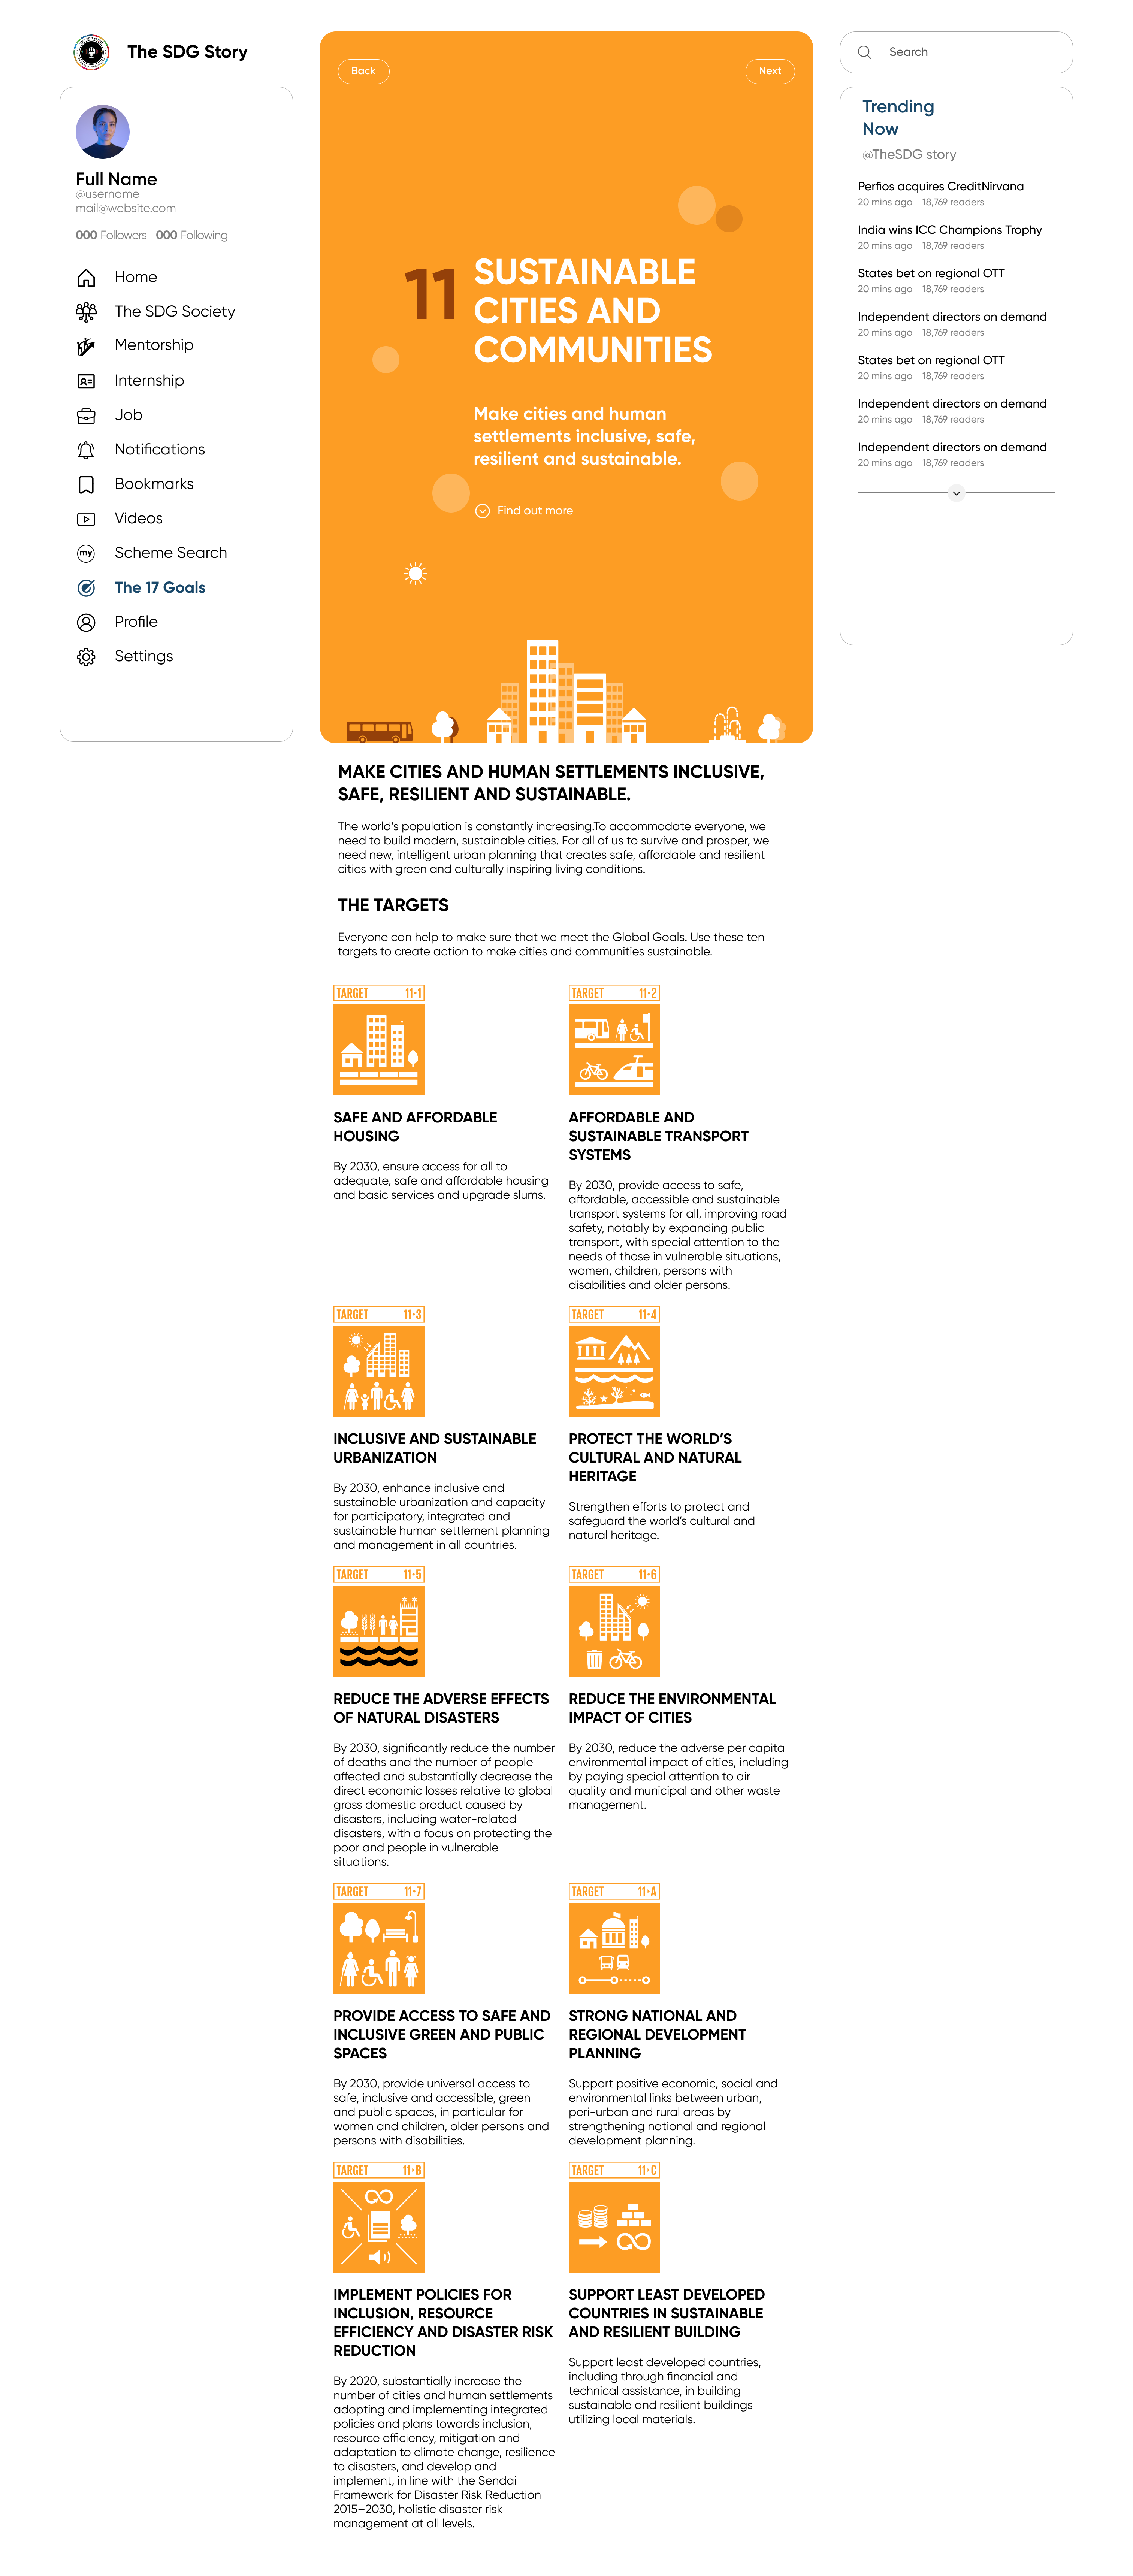 The SDG Story
Full Name
@username
mail@website.com
000 Followers 000 Following
Home
The SDG Society
Mentorship
Internship
Job
Notifications
Bookmarks
Videos
my
Scheme Search
The 17 Goals
Profile
Settings
Back
Next
11
SUSTAINABLE
CITIES AND
COMMUNITIES
Make cities and human
settlements inclusive, safe,
resilient and sustainable.
Find out more
Search
Trending
Now
@TheSDG story
Perfios acquires CreditNirvana
20 mins ago 18,769 readers
India wins ICC Champions Trophy
20 mins ago 18,769 readers
States bet on regional OTT
20 mins ago 18,769 readers
Independent directors on demand
20 mins ago 18,769 readers
States bet on regional OTT
20 mins ago 18,769 readers
Independent directors on demand
20 mins ago 18,769 readers
Independent directors on demand
20 mins ago 18,769 readers
MAKE CITIES AND HUMAN SETTLEMENTS INCLUSIVE,
SAFE, RESILIENT AND SUSTAINABLE.
The world's population is constantly increasing.To accommodate everyone, we
need to build modern, sustainable cities. For all of us to survive and prosper, we
need new, intelligent urban planning that creates safe, affordable and resilient
cities with green and culturally inspiring living conditions.
THE TARGETS
Everyone can help to make sure that we meet the Global Goals. Use these ten
targets to create action to make cities and communities sustainable.
TARGET 11·1
SAFE AND AFFORDABLE
HOUSING
By 2030, ensure access for all to
adequate, safe and affordable housing
and basic services and upgrade slums.
TARGET 11·2
AFFORDABLE AND
SUSTAINABLE TRANSPORT
SYSTEMS
By 2030, provide access to safe,
affordable, accessible and sustainable
transport systems for all, improving road
safety, notably by expanding public
transport, with special attention to the
needs of those in vulnerable situations,
women, children, persons with
disabilities and older persons.
TARGET 11·3
INCLUSIVE AND SUSTAINABLE
URBANIZATION
By 2030, enhance inclusive and
sustainable urbanization and capacity
for participatory, integrated and
sustainable human settlement planning
and management in all countries.
TARGET 11·4
PROTECT THE WORLD'S
CULTURAL AND NATURAL
HERITAGE
Strengthen efforts to protect and
safeguard the world's cultural and
natural heritage.
TARGET 11·5
REDUCE THE ADVERSE EFFECTS
OF NATURAL DISASTERS
By 2030, significantly reduce the number
of deaths and the number of people
affected and substantially decrease the
direct economic losses relative to global
gross domestic product caused by
disasters, including water-related
disasters, with a focus on protecting the
poor and people in vulnerable
situations.
TARGET 11·6
REDUCE THE ENVIRONMENTAL
IMPACT OF CITIES
By 2030, reduce the adverse per capita
environmental impact of cities, including
by paying special attention to air
quality and municipal and other waste
management.
TARGET 11·7
PROVIDE ACCESS TO SAFE AND
INCLUSIVE GREEN AND PUBLIC
SPACES
By 2030, provide universal access to
safe, inclusive and accessible, green
and public spaces, in particular for
women and children, older persons and
persons with disabilities.
TARGET 11·A
STRONG NATIONAL AND
REGIONAL DEVELOPMENT
PLANNING
Support positive economic, social and
environmental links between urban,
peri-urban and rural areas by
strengthening national and regional
development planning.
TARGET 11·B
IMPLEMENT POLICIES FOR
INCLUSION, RESOURCE
EFFICIENCY AND DISASTER RISK
REDUCTION
By 2020, substantially increase the
number of cities and human settlements
adopting and implementing integrated
policies and plans towards inclusion,
resource efficiency, mitigation and
adaptation to climate change, resilience
to disasters, and develop and
implement, in line with the Sendai
Framework for Disaster Risk Reduction
2015–2030, holistic disaster risk
management at all levels.
TARGET 11·C
SUPPORT LEAST DEVELOPED
COUNTRIES IN SUSTAINABLE
AND RESILIENT BUILDING
Support least developed countries,
including through financial and
technical assistance, in building
sustainable and resilient buildings
utilizing local materials.